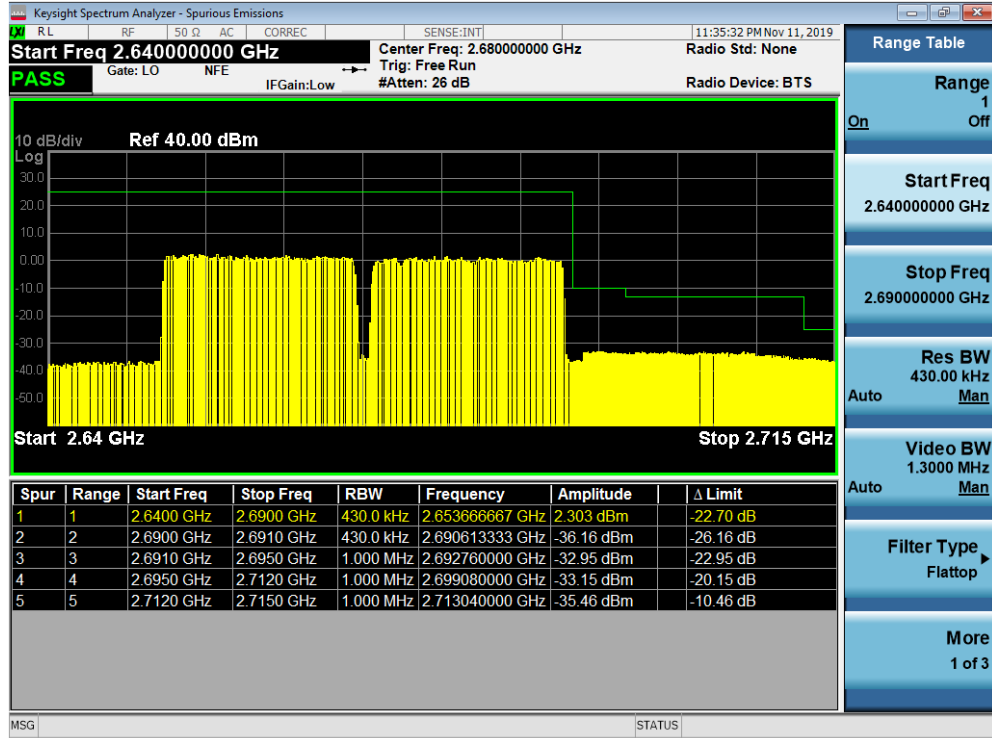 Keysight Spectrum Analyzer - Spurious Emissions
LXI RL RF 50 Ω AC CORREC SENSE:INT 11:35:32 PM Nov 11, 2019
Start Freq 2.640000000 GHz Center Freq: 2.680000000 GHz Radio Std: None
Gate: LO NFE Trig: Free Run
PASS IFGain:Low #Atten: 26 dB Radio Device: BTS
10 dB/div Ref 40.00 dBm
Log
30.0
20.0
10.0
0.00
-10.0
-20.0
-30.0
-40.0
-50.0
Start 2.64 GHz Stop 2.715 GHz
Spur Range Start Freq Stop Freq RBW Frequency Amplitude Δ Limit
1 1 2.6400 GHz 2.6900 GHz 430.0 kHz 2.653666667 GHz 2.303 dBm -22.70 dB
2 2 2.6900 GHz 2.6910 GHz 430.0 kHz 2.690613333 GHz -36.16 dBm -26.16 dB
3 3 2.6910 GHz 2.6950 GHz 1.000 MHz 2.692760000 GHz -32.95 dBm -22.95 dB
4 4 2.6950 GHz 2.7120 GHz 1.000 MHz 2.699080000 GHz -33.15 dBm -20.15 dB
5 5 2.7120 GHz 2.7150 GHz 1.000 MHz 2.713040000 GHz -35.46 dBm -10.46 dB
MSG STATUS
Range Table
Range
1
On Off
Start Freq
2.640000000 GHz
Stop Freq
2.690000000 GHz
Res BW
430.00 kHz
Auto Man
Video BW
1.3000 MHz
Auto Man
Filter Type
Flattop
More
1 of 3